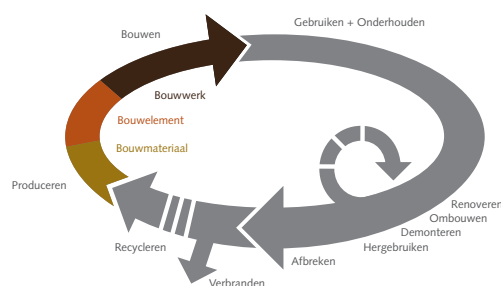 Gebruiken + Onderhouden
Bouwen
Bouwwerk
Bouwelement
Bouwmateriaal
Produceren
Renoveren
Ombouwen
Demonteren
Hergebruiken
Recycleren
Afbreken
Verbranden